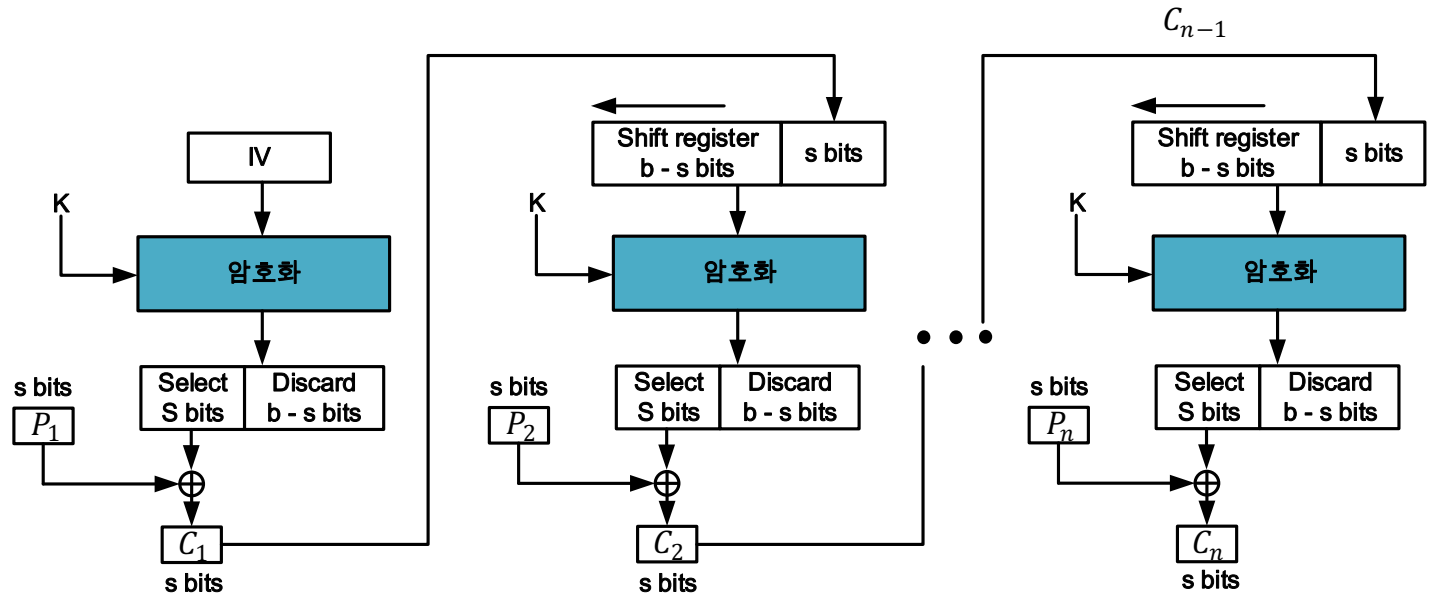 C_{n-1}
IV
K
암호화
Select
S bits
Discard
b - s bits
s bits
P_1
C_1
s bits
Shift register
b - s bits
s bits
K
암호화
Select
S bits
Discard
b - s bits
s bits
P_2
C_2
s bits
Shift register
b - s bits
s bits
K
암호화
Select
S bits
Discard
b - s bits
s bits
P_n
C_n
s bits